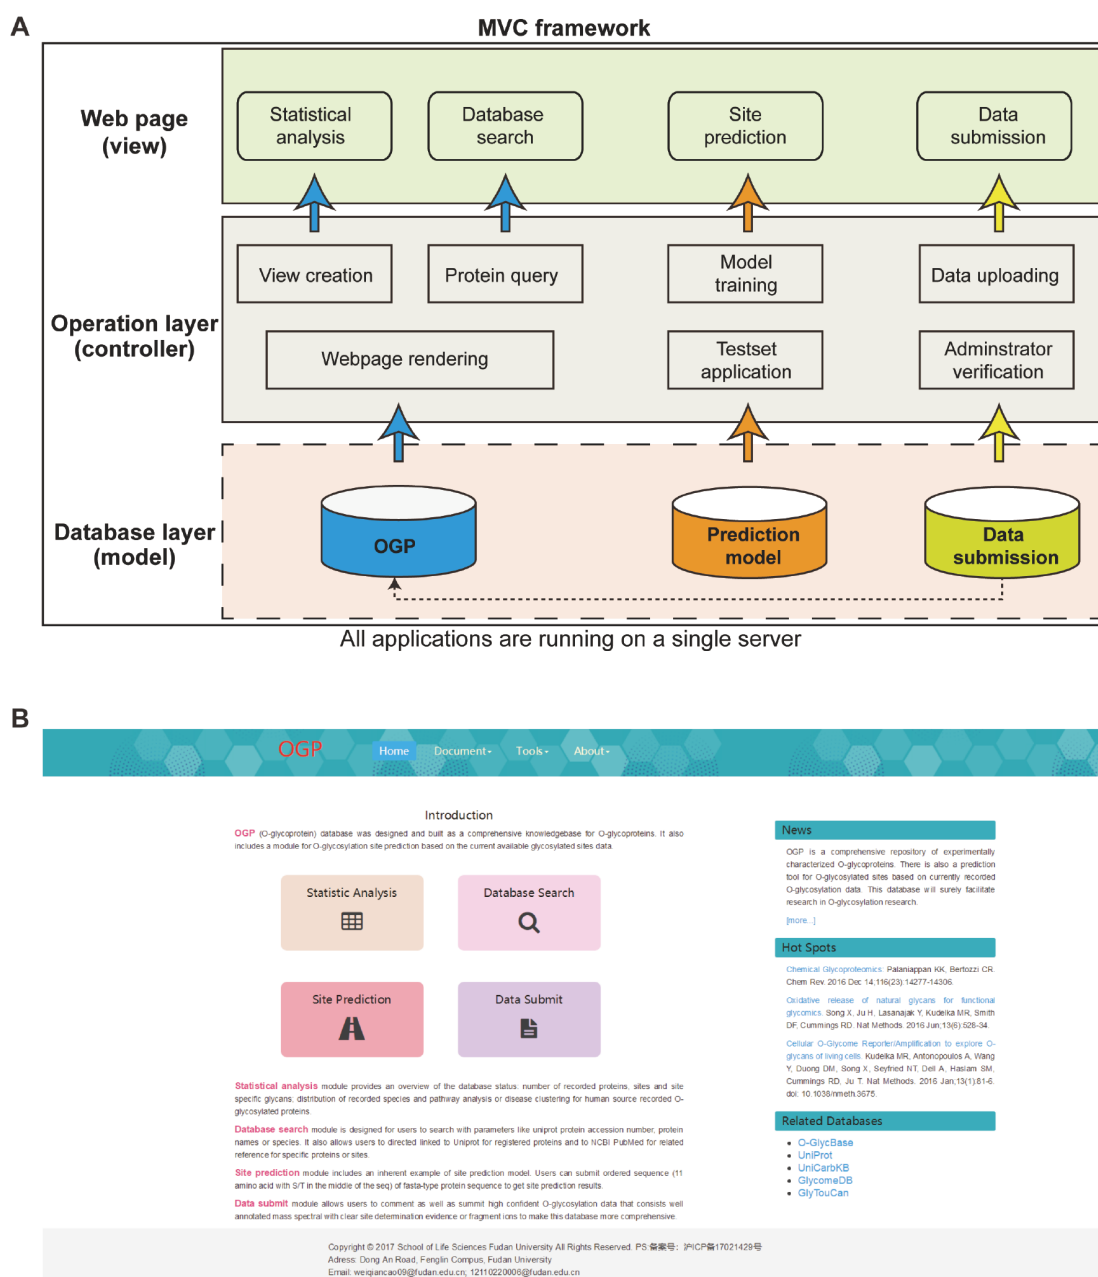 A
MVC framework
Web page
(view)
Statistical
analysis
Database
search
Site
prediction
Data
submission
Operation layer
(controller)
View creation
Protein query
Model
training
Data uploading
Webpage rendering
Testset
application
Adminstrator
verification
Database layer
(model)
OGP
Prediction
model
Data
submission
All applications are running on a single server
B
OGP
Home
Document
Tools
About
Introduction
OGP (O-glycoprotein) database was designed and built as a comprehensive knowledgebase for O-glycoproteins. It also
includes a module for O-glycosylation site prediction based on the current available glycosylated sites data.
Statistic Analysis
Database Search
Site Prediction
Data Submit
Statistical analysis module provides an overview of the database status: number of recorded proteins, sites and site
specific glycans; distribution of recorded species and pathway analysis or disease clustering for human source recorded O-
glycosylated proteins.
Database search module is designed for users to search with parameters like uniprot protein accession number, protein
names or species. It also allows users to directed linked to Uniprot for registered proteins and to NCBI PubMed for related
reference for specific proteins or sites.
Site prediction module includes an inherent example of site prediction model. Users can submit ordered sequence (11
amino acid with S/T in the middle of the seq) of fasta-type protein sequence to get site prediction results.
Data submit module allows users to comment as well as summit high confident O-glycosylation data that consists well
annotated mass spectral with clear site determination evidence or fragment ions to make this database more comprehensive.
News
OGP is a comprehensive repository of experimentally
characterized O-glycoproteins. There is also a prediction
tool for O-glycosylated sites based on currently recorded
O-glycosylation data. This database will surely facilitate
research in O-glycosylation research.
[more...]
Hot Spots
Chemical Glycoproteomics. Palaniappan KK, Bertozzi CR.
Chem Rev. 2016 Dec 14;116(23):14277-14306.
Oxidative release of natural glycans for functional
glycomics. Song X, Ju H, Lasanajak Y, Kudelka MR, Smith
DF, Cummings RD. Nat Methods. 2016 Jun;13(6):528-34.
Cellular O-Glycome Reporter/Amplification to explore O-
glycans of living cells. Kudelka MR, Antonopoulos A, Wang
Y, Duong DM, Song X, Seyfried NT, Dell A, Haslam SM,
Cummings RD, Ju T. Nat Methods. 2016 Jan;13(1):81-6.
doi: 10.1038/nmeth.3675.
Related Databases
O-GlycBase
UniProt
UniCarbKB
GlycomeDB
GlyTouCan
Copyright © 2017 School of Life Sciences Fudan University All Rights Reserved. PS:备案号：沪ICP备17021429号
Adress: Dong An Road, Fenglin Compus, Fudan University
Email: weiqiancao09@fudan.edu.cn; 12110220006@fudan.edu.cn